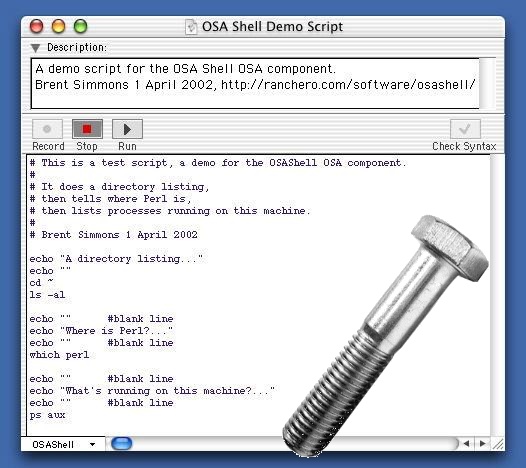 OSA Shell Demo Script
Description:
A demo script for the OSA Shell OSA component.
Brent Simmons 1 April 2002, http://ranchero.com/software/osashell/
Record Stop Run Check Syntax
# This is a test script, a demo for the OSAShell OSA component.
#
# It does a directory listing,
# then tells where Perl is,
# then lists processes running on this machine.
#
# Brent Simmons 1 April 2002
echo "A directory listing..."
echo ""
cd ~
ls -al
echo "" #blank line
echo "Where is Perl?..."
echo "" #blank line
which perl
echo "" #blank line
echo "What's running on this machine?..."
echo "" #blank line
ps aux
OSAShell